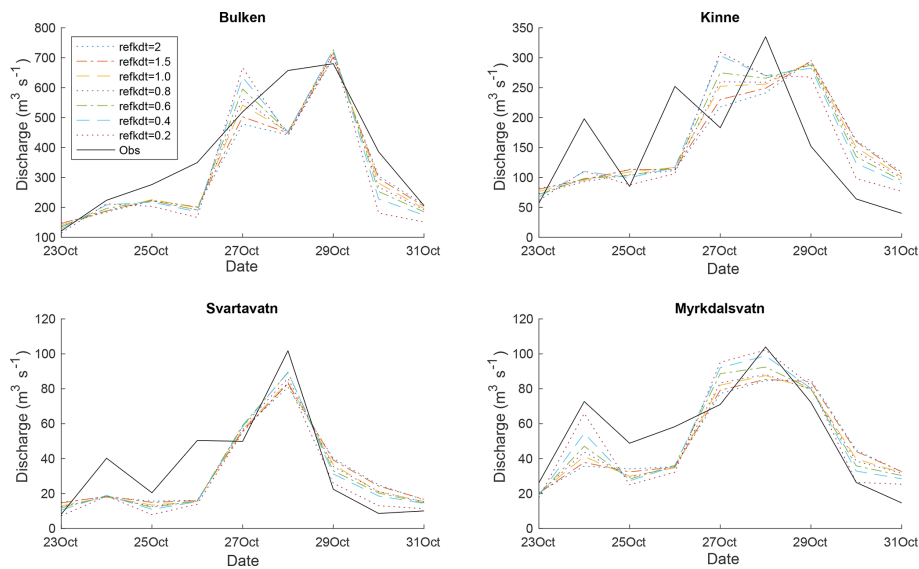 Bulken
Discharge (m³ s⁻¹)
800
700
600
500
400
300
200
100
refkdt=2
refkdt=1.5
refkdt=1.0
refkdt=0.8
refkdt=0.6
refkdt=0.4
refkdt=0.2
Obs
23Oct
25Oct
27Oct
29Oct
31Oct
Date
Kinne
Discharge (m³ s⁻¹)
350
300
250
200
150
100
50
0
23Oct
25Oct
27Oct
29Oct
31Oct
Date
Svartavatn
Discharge (m³ s⁻¹)
120
100
80
60
40
20
0
23Oct
25Oct
27Oct
29Oct
31Oct
Date
Myrkdalsvatn
Discharge (m³ s⁻¹)
120
100
80
60
40
20
0
23Oct
25Oct
27Oct
29Oct
31Oct
Date